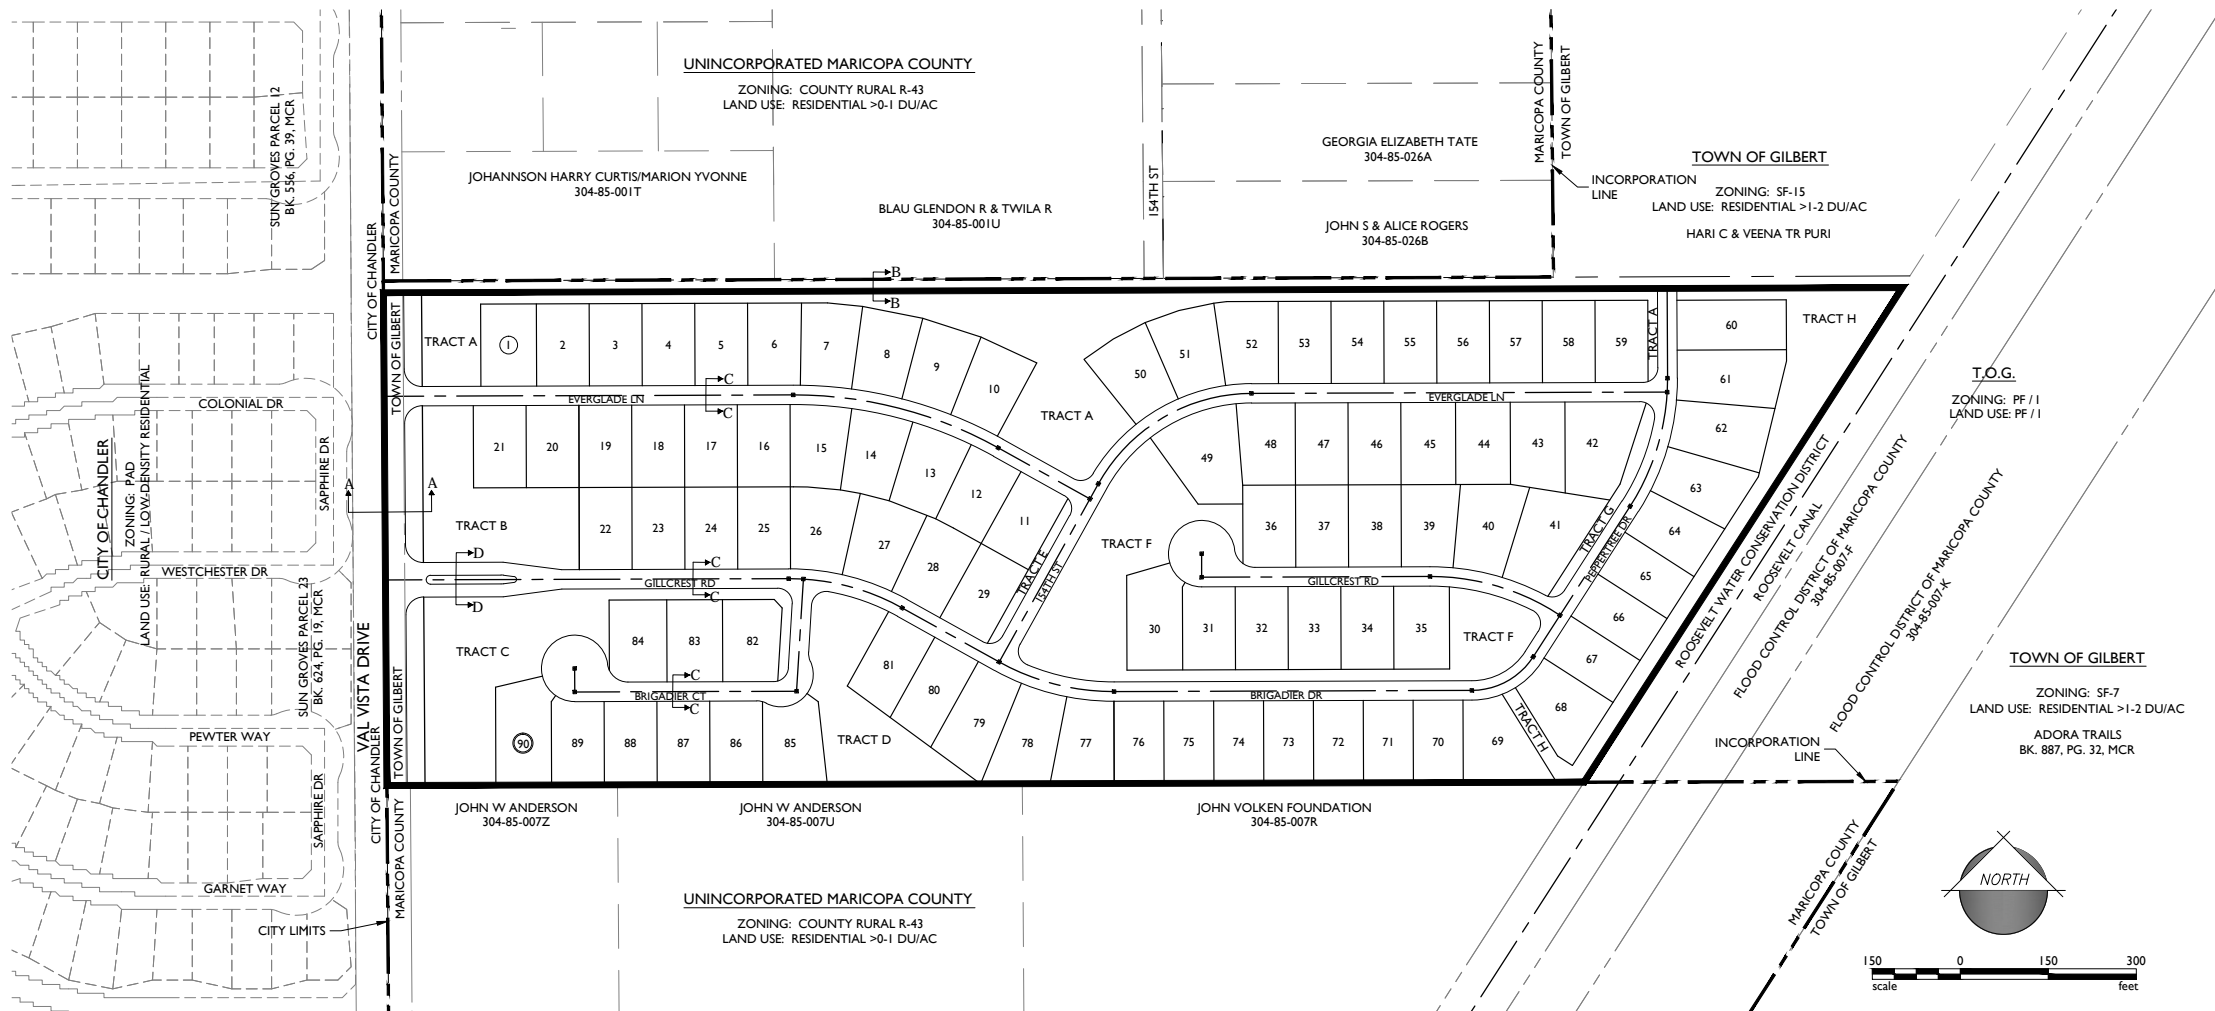 UNINCORPORATED MARICOPA COUNTY
ZONING: COUNTY RURAL R-43
LAND USE: RESIDENTIAL >0-1 DU/AC
SUN GROVES PARCEL 12
BK. 556, PG. 39, MCR
CITY OF CHANDLER
MARICOPA COUNTY
JOHANNSON HARRY CURTIS/MARION YVONNE
304-85-001T
BLAU GLENDON R & TWILA R
304-85-001U
154TH ST
GEORGIA ELIZABETH TATE
304-85-026A
JOHN S & ALICE ROGERS
304-85-026B
MARICOPA COUNTY
TOWN OF GILBERT
INCORPORATION
LINE
TOWN OF GILBERT
ZONING: SF-15
LAND USE: RESIDENTIAL >1-2 DU/AC
HARI C & VEENA TR PURI
B
B
TOWN OF GILBERT
TRACT A
1
2
3
4
5
6
7
8
9
10
TRACT A
50
51
52
53
54
55
56
57
58
59
TRACT A
60
TRACT H
61
62
63
64
65
66
67
68
C
C
EVERGLADE LN
EVERGLADE LN
21
20
19
18
17
16
15
14
13
12
11
49
48
47
46
45
44
43
42
TRACT B
22
23
24
25
26
27
28
29
TRACT E
154TH ST
TRACT F
36
37
38
39
40
41
TRACT G
PEPPERTREE DR
A
A
D
D
C
C
GILLCREST RD
GILLCREST RD
TRACT C
84
83
82
81
80
79
78
77
30
31
32
33
34
35
TRACT F
C
C
BRIGADIER CT
BRIGADIER DR
90
89
88
87
86
85
TRACT D
76
75
74
73
72
71
70
69
TRACT H
COLONIAL DR
SAPPHIRE DR
CITY OF CHANDLER
ZONING: PAD
LAND USE: RURAL / LOW-DENSITY RESIDENTIAL
WESTCHESTER DR
SUN GROVES PARCEL 23
BK. 624, PG. 19, MCR
VAL VISTA DRIVE
CITY OF CHANDLER
TOWN OF GILBERT
PEWTER WAY
SAPPHIRE DR
GARNET WAY
CITY LIMITS
MARICOPA COUNTY
T.O.G.
ZONING: PF / I
LAND USE: PF / I
ROOSEVELT WATER CONSERVATION DISTRICT
ROOSEVELT CANAL
FLOOD CONTROL DISTRICT OF MARICOPA COUNTY
304-85-007-F
FLOOD CONTROL DISTRICT OF MARICOPA COUNTY
304-85-007-K
TOWN OF GILBERT
ZONING: SF-7
LAND USE: RESIDENTIAL >1-2 DU/AC
ADORA TRAILS
BK. 887, PG. 32, MCR
INCORPORATION
LINE
JOHN W ANDERSON
304-85-007Z
JOHN W ANDERSON
304-85-007U
JOHN VOLKEN FOUNDATION
304-85-007R
UNINCORPORATED MARICOPA COUNTY
ZONING: COUNTY RURAL R-43
LAND USE: RESIDENTIAL >0-1 DU/AC
MARICOPA COUNTY
TOWN OF GILBERT
NORTH
150 0 150 300
scale feet